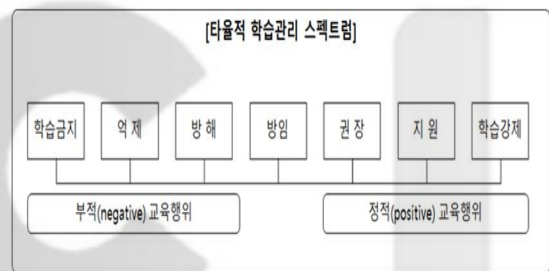 [타율적 학습관리 스펙트럼]
학습금지 억 제 방 해 방임 권 장 지 원 학습강제
부적(negative) 교육행위 정적(positive) 교육행위